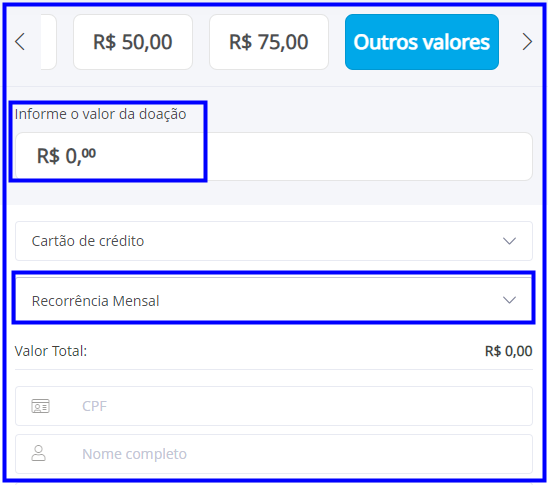 R$ 50,00 R$ 75,00 Outros valores
Informe o valor da doação
R$ 0,00
Cartão de crédito
Recorrência Mensal
Valor Total: R$ 0,00
CPF
Nome completo